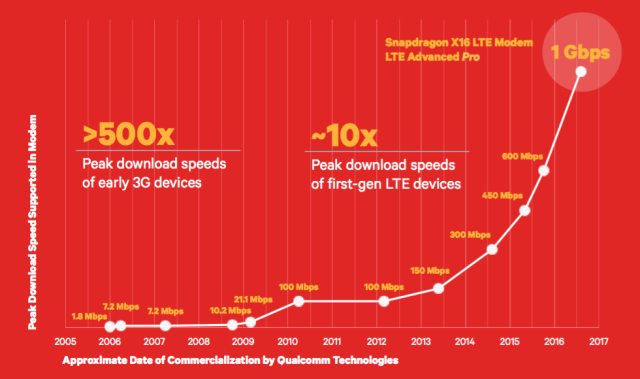 Snapdragon X16 LTE Modem
LTE Advanced Pro
1 Gbps
>500x
Peak download speeds
of early 3G devices
~10x
Peak download speeds
of first-gen LTE devices
Peak Download Speed Supported in Modem
1.8 Mbps
7.2 Mbps
7.2 Mbps
10.2 Mbps
21.1 Mbps
100 Mbps
100 Mbps
150 Mbps
300 Mbps
450 Mbps
600 Mbps
2005 2006 2007 2008 2009 2010 2011 2012 2013 2014 2015 2016 2017
Approximate Date of Commercialization by Qualcomm Technologies